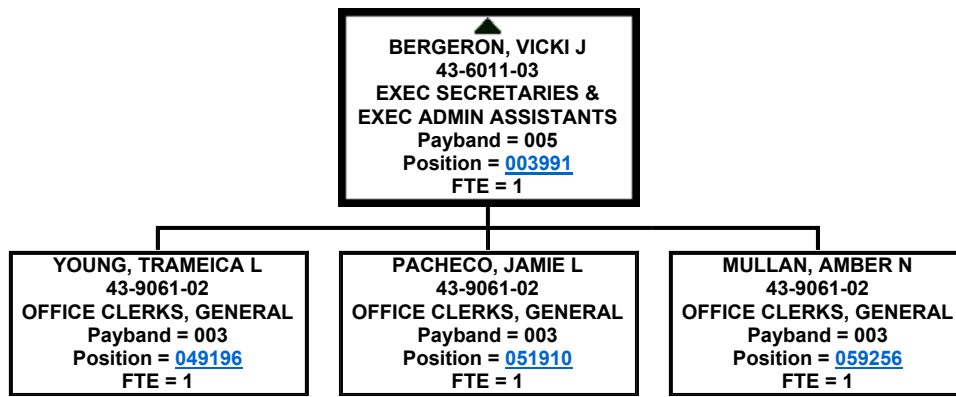 BERGERON, VICKI J
43-6011-03
EXEC SECRETARIES &
EXEC ADMIN ASSISTANTS
Payband = 005
Position = 003991
FTE = 1
YOUNG, TRAMEICA L
43-9061-02
OFFICE CLERKS, GENERAL
Payband = 003
Position = 049196
FTE = 1
PACHECO, JAMIE L
43-9061-02
OFFICE CLERKS, GENERAL
Payband = 003
Position = 051910
FTE = 1
MULLAN, AMBER N
43-9061-02
OFFICE CLERKS, GENERAL
Payband = 003
Position = 059256
FTE = 1